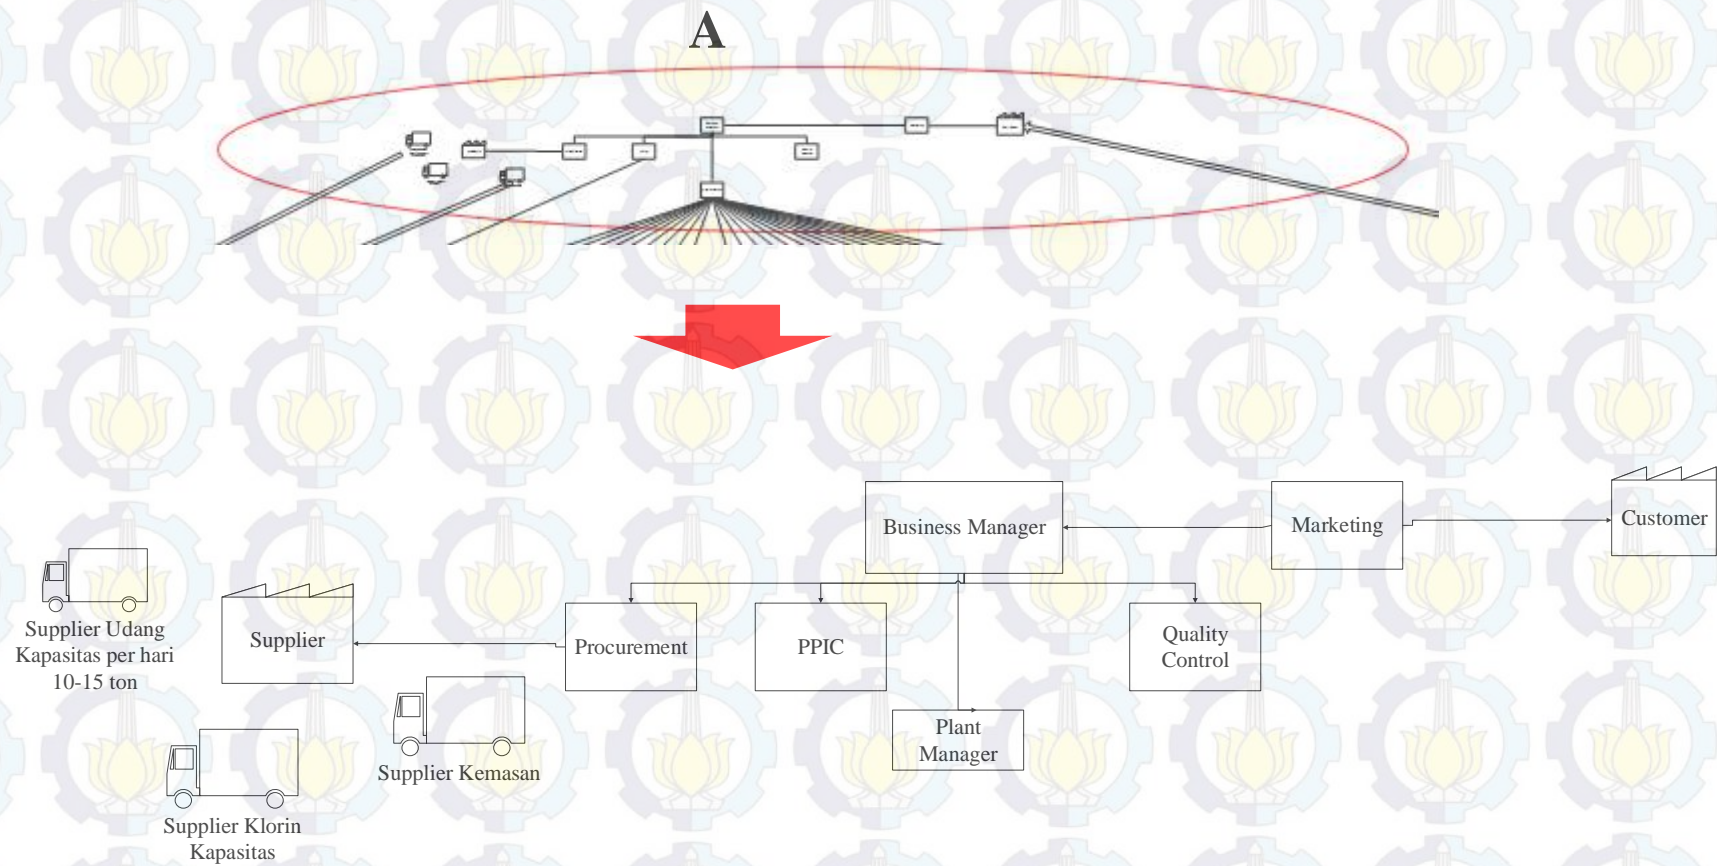 A
Business Manager
Marketing
Customer
Supplier Udang
Kapasitas per hari
10-15 ton
Supplier
Procurement
PPIC
Quality
Control
Plant
Manager
Supplier Kemasan
Supplier Klorin
Kapasitas